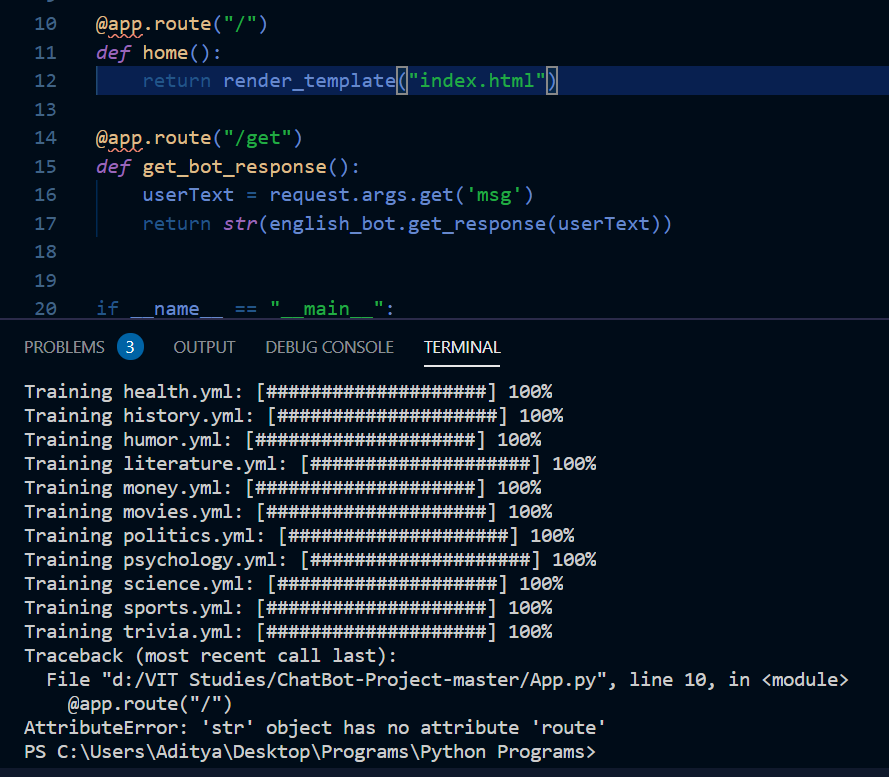 10 @app.route("/")
11 def home():
12     return render_template("index.html")
13
14 @app.route("/get")
15 def get_bot_response():
16     userText = request.args.get('msg')
17     return str(english_bot.get_response(userText))
18
19
20 if __name__ == "__main__":
PROBLEMS 3 OUTPUT DEBUG CONSOLE TERMINAL
Training health.yml: [####################] 100%
Training history.yml: [####################] 100%
Training humor.yml: [####################] 100%
Training literature.yml: [####################] 100%
Training money.yml: [####################] 100%
Training movies.yml: [####################] 100%
Training politics.yml: [####################] 100%
Training psychology.yml: [####################] 100%
Training science.yml: [####################] 100%
Training sports.yml: [####################] 100%
Training trivia.yml: [####################] 100%
Traceback (most recent call last):
  File "d:/VIT Studies/ChatBot-Project-master/App.py", line 10, in <module>
    @app.route("/")
AttributeError: 'str' object has no attribute 'route'
PS C:\Users\Aditya\Desktop\Programs\Python Programs>